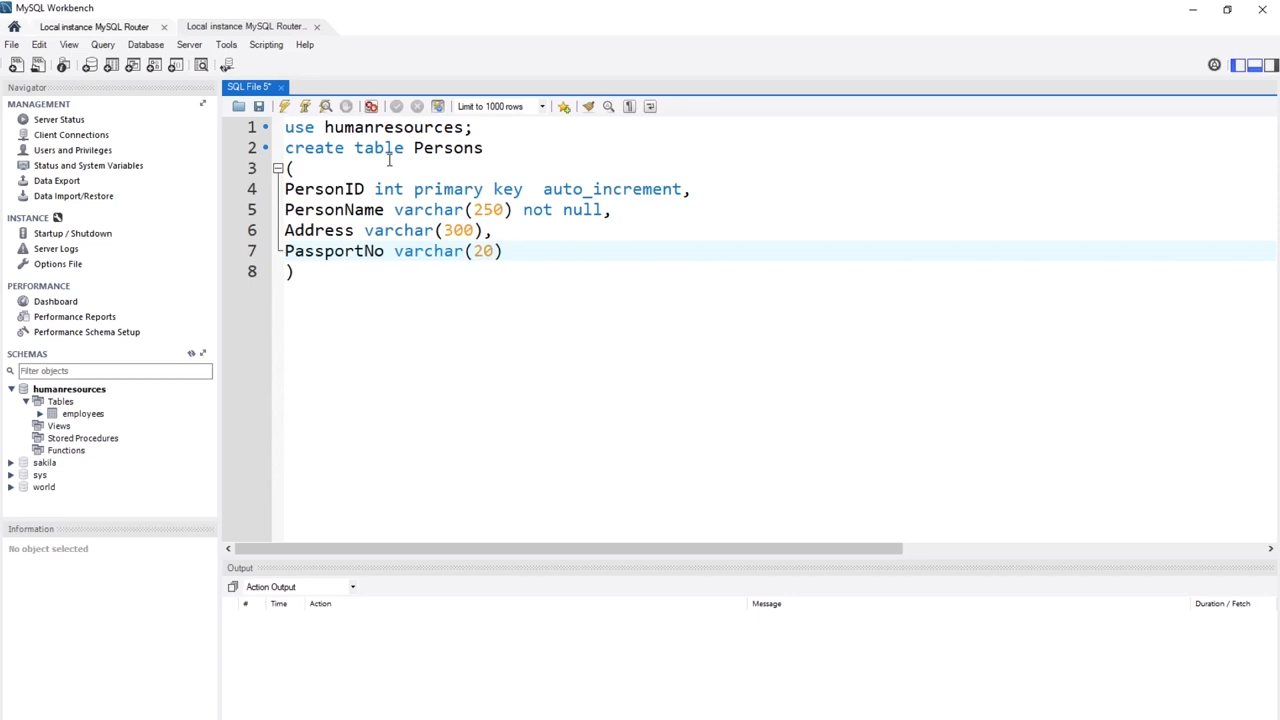 MySQL Workbench
Local instance MySQL Router
Local instance MySQL Router...
File Edit View Query Database Server Tools Scripting Help
Navigator
MANAGEMENT
Server Status
Client Connections
Users and Privileges
Status and System Variables
Data Export
Data Import/Restore
INSTANCE
Startup / Shutdown
Server Logs
Options File
PERFORMANCE
Dashboard
Performance Reports
Performance Schema Setup
SCHEMAS
Filter objects
humanresources
Tables
employees
Views
Stored Procedures
Functions
sakila
sys
world
Information
No object selected
SQL File 5*
Limit to 1000 rows
1 use humanresources;
2 create table Persons
3 (
4 PersonID int primary key  auto_increment,
5 PersonName varchar(250) not null,
6 Address varchar(300),
7 PassportNo varchar(20)
8 )
Output
Action Output
# Time Action Message Duration / Fetch